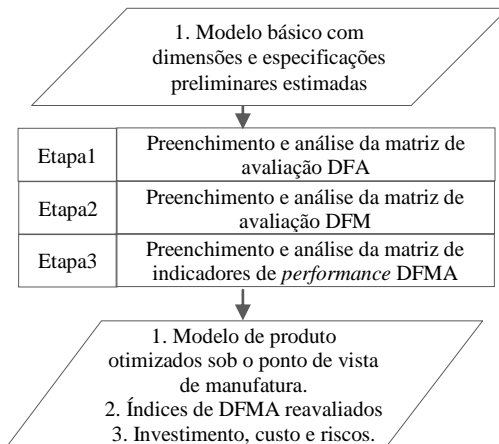 1. Modelo básico com
dimensões e especificações
preliminares estimadas
Etapa1
Preenchimento e análise da matriz de
avaliação DFA
Etapa2
Preenchimento e análise da matriz de
avaliação DFM
Etapa3
Preenchimento e análise da matriz de
indicadores de performance DFMA
1. Modelo de produto
otimizados sob o ponto de vista
de manufatura.
2. Índices de DFMA reavaliados
3. Investimento, custo e riscos.